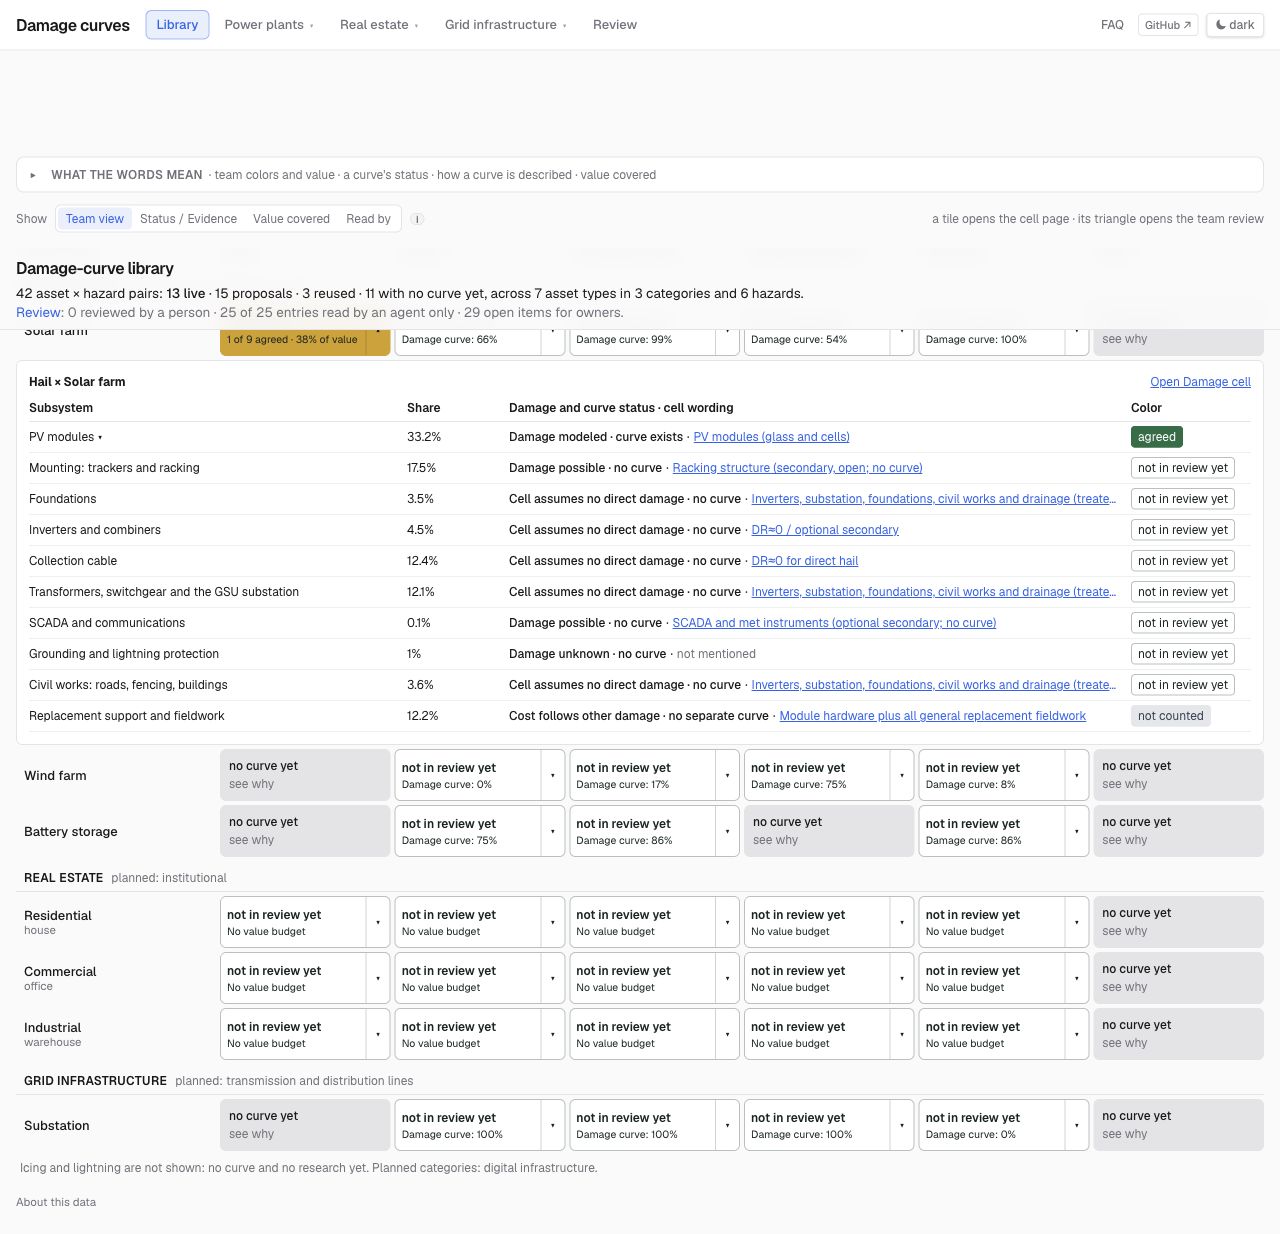 Damage curves Library Power plants Real estate Grid infrastructure Review FAQ GitHub ↗ dark
▸ WHAT THE WORDS MEAN · team colors and value · a curve's status · how a curve is described · value covered
Show Team view Status / Evidence Value covered Read by i a tile opens the cell page · its triangle opens the team review
Damage-curve library
42 asset × hazard pairs: 13 live · 15 proposals · 3 reused · 11 with no curve yet, across 7 asset types in 3 categories and 6 hazards.
Review: 0 reviewed by a person · 25 of 25 entries read by an agent only · 29 open items for owners.
Solar farm 1 of 9 agreed · 38% of value Damage curve: 66% Damage curve: 99% Damage curve: 54% Damage curve: 100% see why
Hail × Solar farm Open Damage cell
Subsystem Share Damage and curve status · cell wording Color
PV modules ▾ 33.2% Damage modeled · curve exists · PV modules (glass and cells) agreed
Mounting: trackers and racking 17.5% Damage possible · no curve · Racking structure (secondary, open; no curve) not in review yet
Foundations 3.5% Cell assumes no direct damage · no curve · Inverters, substation, foundations, civil works and drainage (treate... not in review yet
Inverters and combiners 4.5% Cell assumes no direct damage · no curve · DR≈0 / optional secondary not in review yet
Collection cable 12.4% Cell assumes no direct damage · no curve · DR≈0 for direct hail not in review yet
Transformers, switchgear and the GSU substation 12.1% Cell assumes no direct damage · no curve · Inverters, substation, foundations, civil works and drainage (treate... not in review yet
SCADA and communications 0.1% Damage possible · no curve · SCADA and met instruments (optional secondary; no curve) not in review yet
Grounding and lightning protection 1% Damage unknown · no curve · not mentioned not in review yet
Civil works: roads, fencing, buildings 3.6% Cell assumes no direct damage · no curve · Inverters, substation, foundations, civil works and drainage (treate... not in review yet
Replacement support and fieldwork 12.2% Cost follows other damage · no separate curve · Module hardware plus all general replacement fieldwork not counted
Wind farm
no curve yet not in review yet not in review yet not in review yet not in review yet no curve yet
see why Damage curve: 0% Damage curve: 17% Damage curve: 75% Damage curve: 8% see why
Battery storage
no curve yet not in review yet not in review yet no curve yet not in review yet no curve yet
see why Damage curve: 75% Damage curve: 86% see why Damage curve: 86% see why
REAL ESTATE planned: institutional
Residential not in review yet not in review yet not in review yet not in review yet not in review yet no curve yet
house No value budget No value budget No value budget No value budget No value budget see why
Commercial not in review yet not in review yet not in review yet not in review yet not in review yet no curve yet
office No value budget No value budget No value budget No value budget No value budget see why
Industrial not in review yet not in review yet not in review yet not in review yet not in review yet no curve yet
warehouse No value budget No value budget No value budget No value budget No value budget see why
GRID INFRASTRUCTURE planned: transmission and distribution lines
Substation
no curve yet not in review yet not in review yet not in review yet not in review yet no curve yet
see why Damage curve: 100% Damage curve: 100% Damage curve: 100% Damage curve: 0% see why
Icing and lightning are not shown: no curve and no research yet. Planned categories: digital infrastructure.
About this data